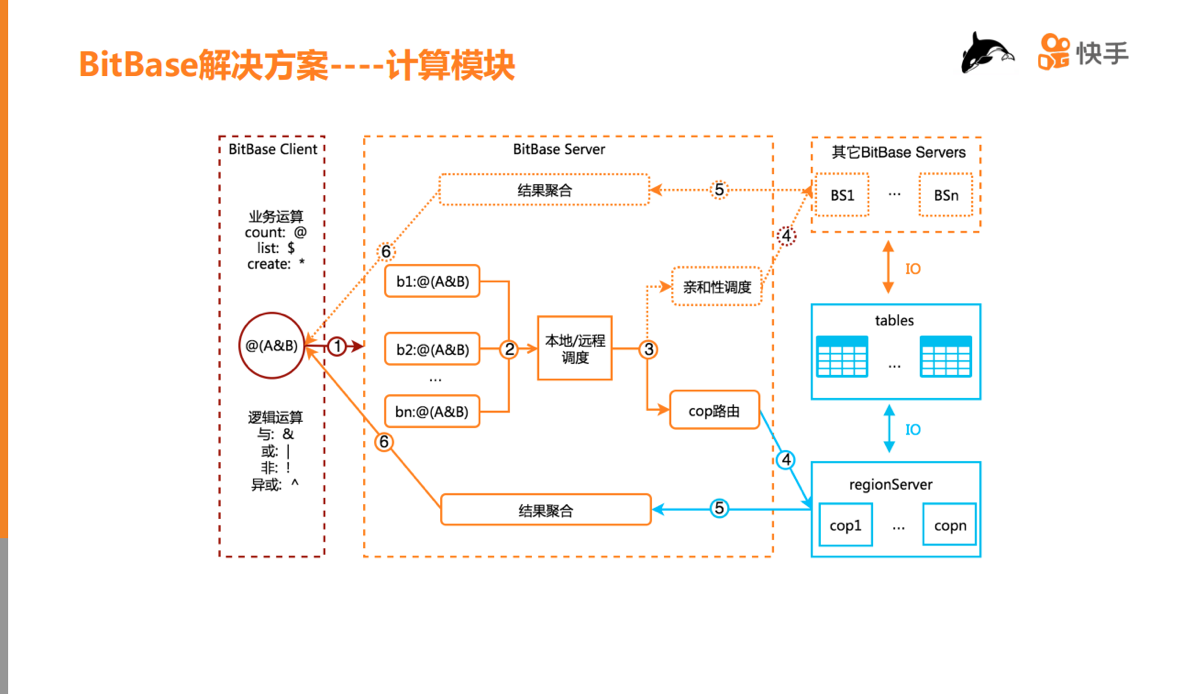 BitBase解决方案----计算模块
快手
BitBase Client
业务运算
count: @
list: $
create: *
@(A&B)
逻辑运算
与: &
或: |
非: !
异或: ^
①
BitBase Server
结果聚合
⑤
⑥
b1:@(A&B)
b2:@(A&B)
...
bn:@(A&B)
②
本地/远程
调度
③
亲和性调度
④
cop路由
④
⑥
结果聚合
⑤
其它BitBase Servers
BS1
...
BSn
IO
tables
...
IO
regionServer
cop1
...
copn